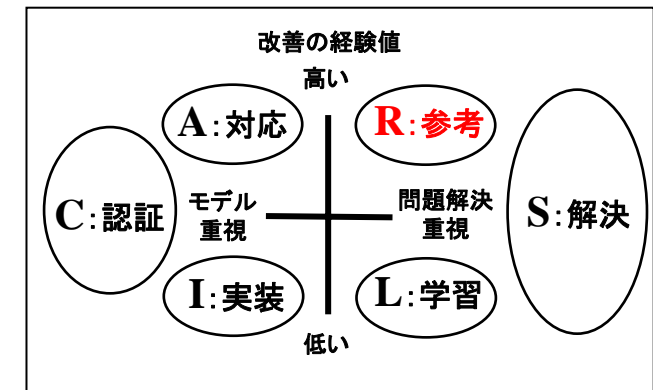 改善の経験値
高い
A:対応
R:参考
C:認証
モデル
重視
問題解決
重視
S:解決
I:実装
L:学習
低い